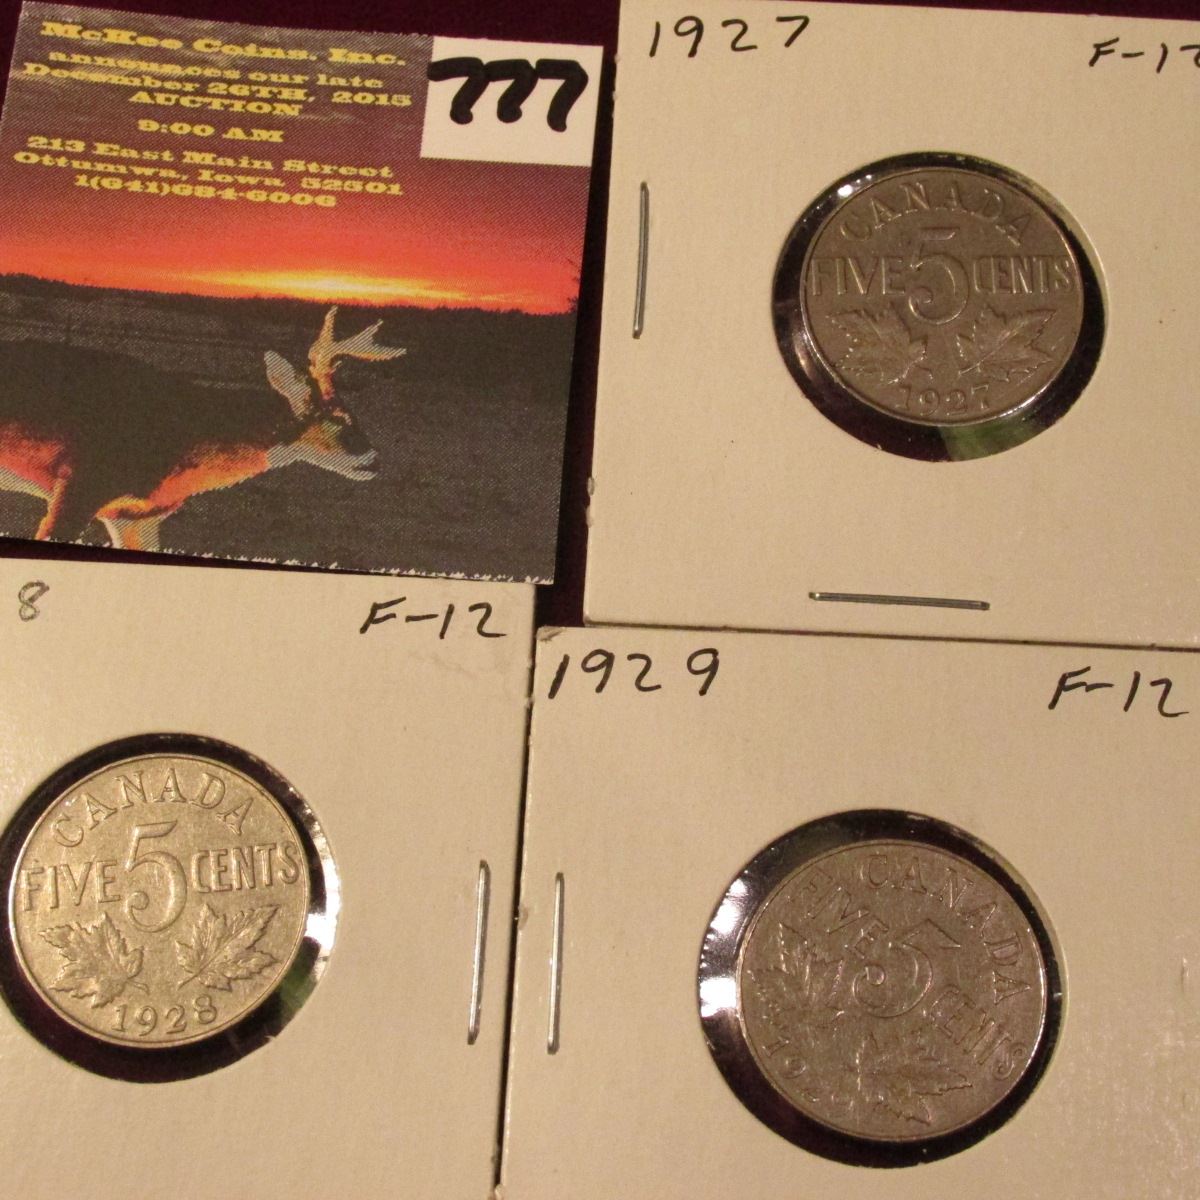 McKee Coins, Inc.
announces our late
December 26TH, 2015
AUCTION
9:00 AM
213 East Main Street
Ottumwa, Iowa 52501
1(641)684-6006
777
1927
F-12
CANADA
FIVE 5 CENTS
1927
8
F-12
CANADA
FIVE 5 CENTS
1928
1929
F-12
CANADA
FIVE 5 CENTS